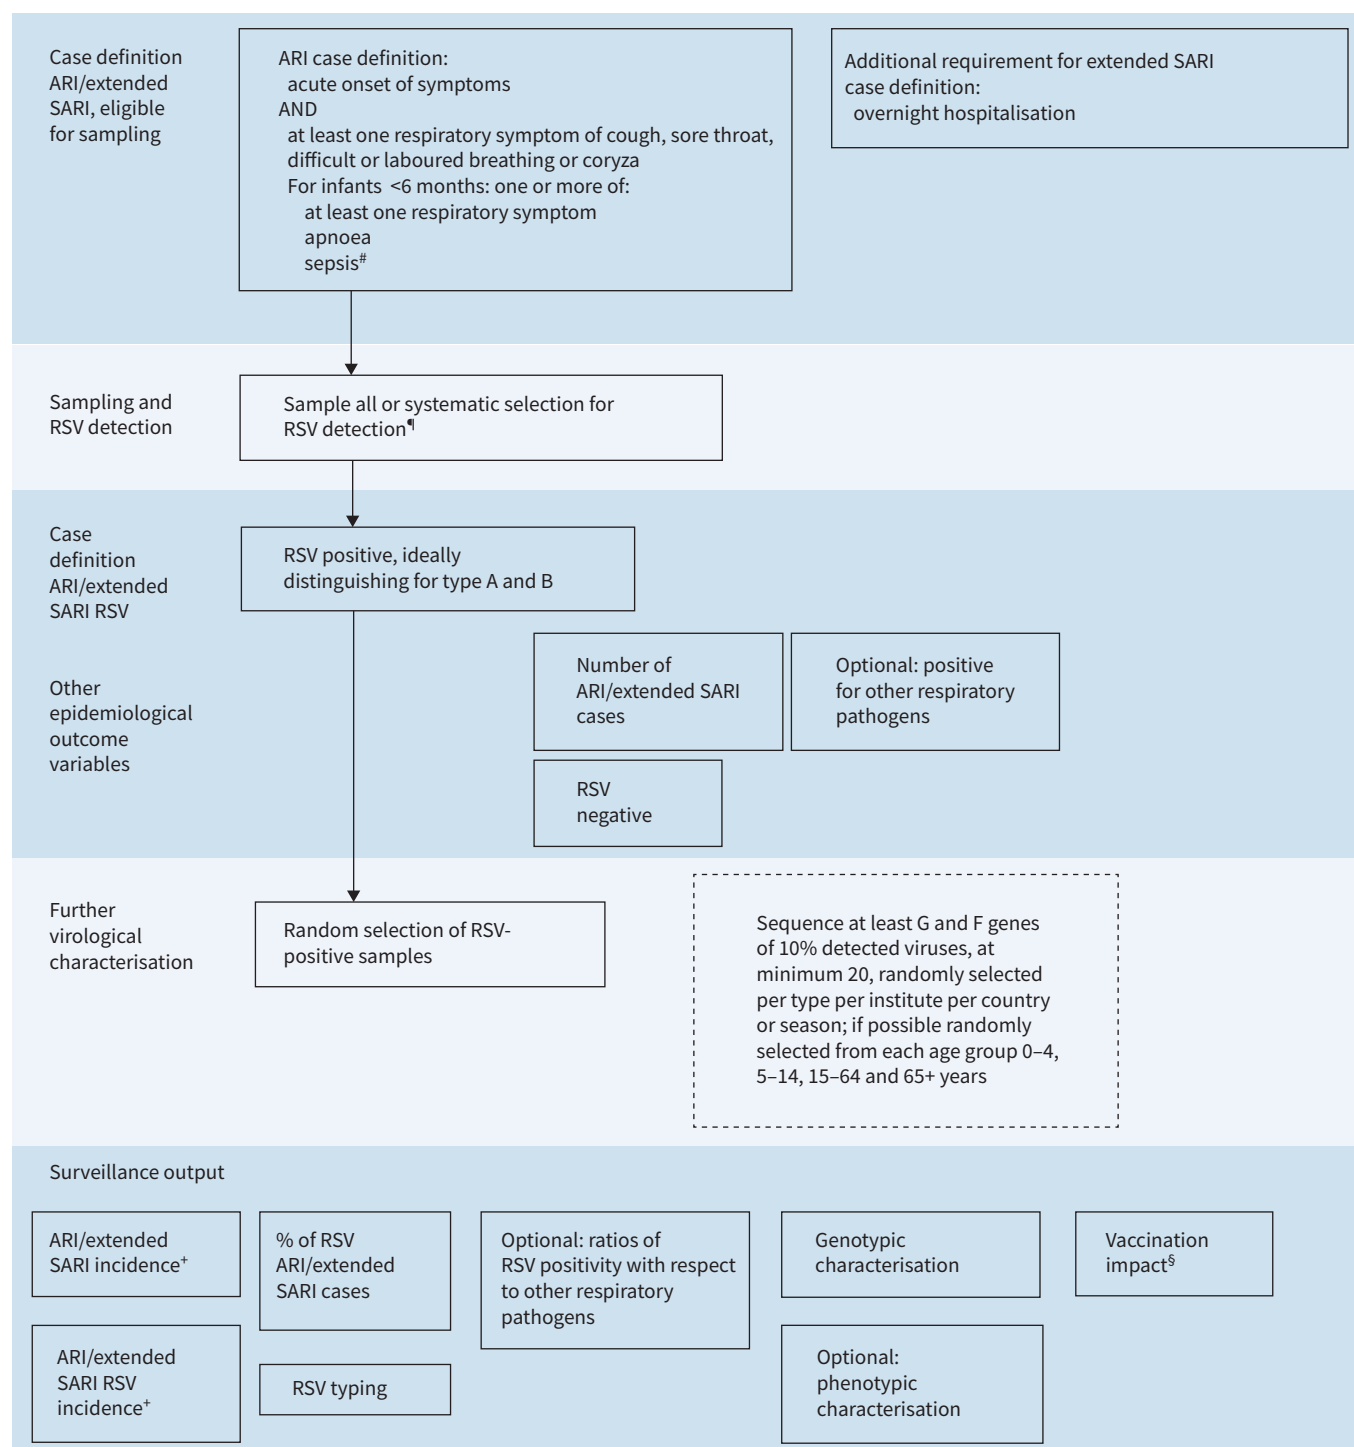 Case definition
ARI/extended
SARI, eligible
for sampling
ARI case definition:
acute onset of symptoms
AND
at least one respiratory symptom of cough, sore throat,
difficult or laboured breathing or coryza
For infants <6 months: one or more of:
at least one respiratory symptom
apnoea
sepsis#
Additional requirement for extended SARI
case definition:
overnight hospitalisation
Sampling and
RSV detection
Sample all or systematic selection for
RSV detection¶
Case
definition
ARI/extended
SARI RSV
RSV positive, ideally
distinguishing for type A and B
Other
epidemiological
outcome
variables
Number of
ARI/extended SARI
cases
Optional: positive
for other respiratory
pathogens
RSV
negative
Further
virological
characterisation
Random selection of RSV-
positive samples
Sequence at least G and F genes
of 10% detected viruses, at
minimum 20, randomly selected
per type per institute per country
or season; if possible randomly
selected from each age group 0–4,
5–14, 15–64 and 65+ years
Surveillance output
ARI/extended
SARI incidence+
% of RSV
ARI/extended
SARI cases
Optional: ratios of
RSV positivity with respect
to other respiratory
pathogens
Genotypic
characterisation
Vaccination
impact§
ARI/extended
SARI RSV
incidence+
RSV typing
Optional:
phenotypic
characterisation